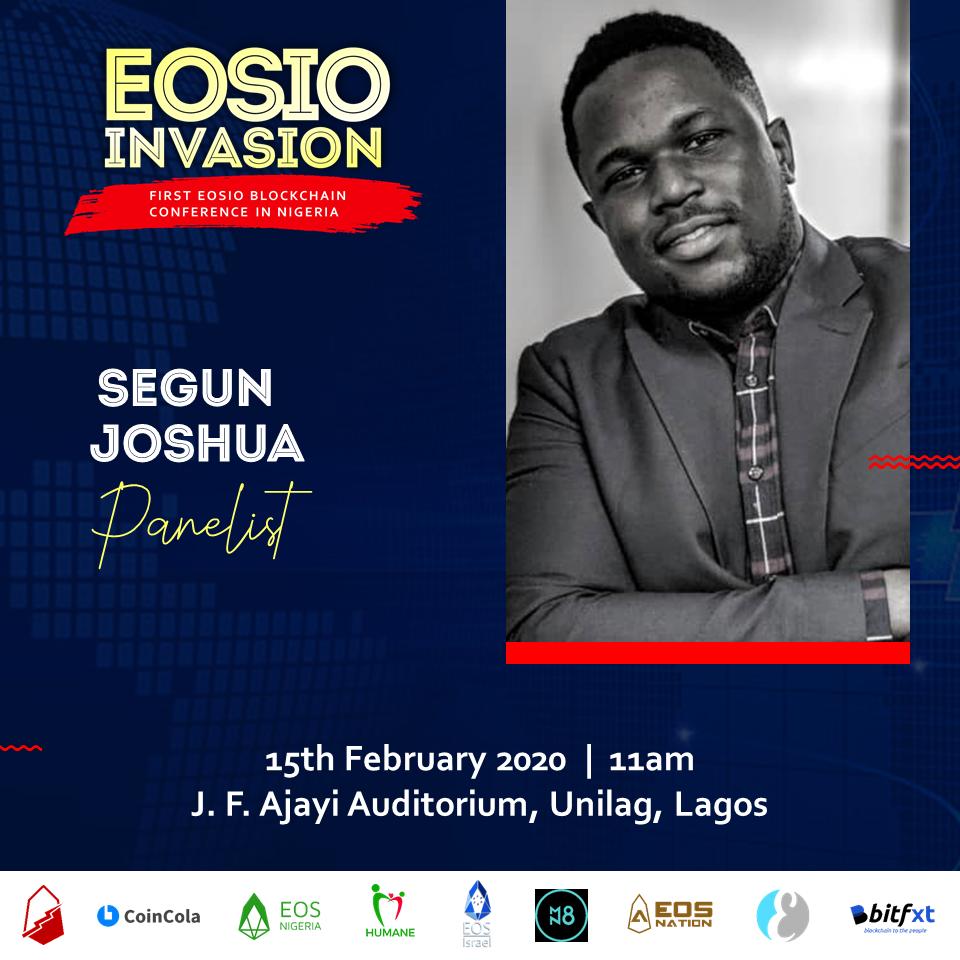 EOSIO
INVASION
FIRST EOSIO BLOCKCHAIN
CONFERENCE IN NIGERIA
SEGUN
JOSHUA
Panelist
15th February 2020 | 11am
J. F. Ajayi Auditorium, Unilag, Lagos
CoinCola
EOS
NIGERIA
HUMANE
EOS
Israel
EOS
NATION
bitfxt
blockchain to the people